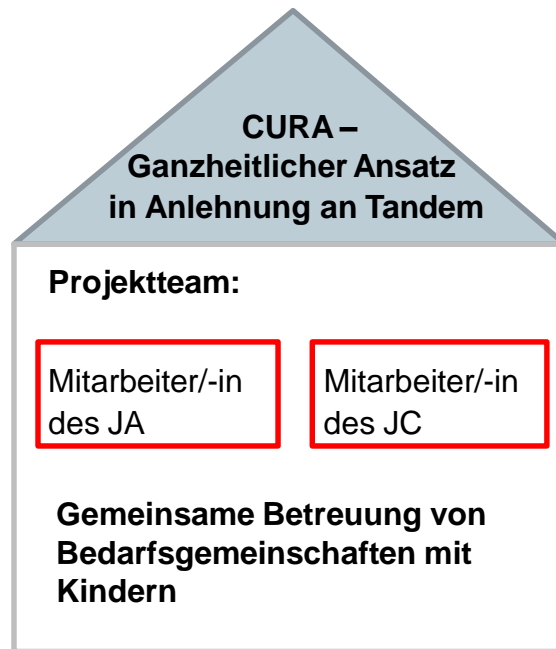 CURA –
Ganzheitlicher Ansatz
in Anlehnung an Tandem
Projektteam:
Mitarbeiter/-in
des JA
Mitarbeiter/-in
des JC
Gemeinsame Betreuung von
Bedarfsgemeinschaften mit
Kindern